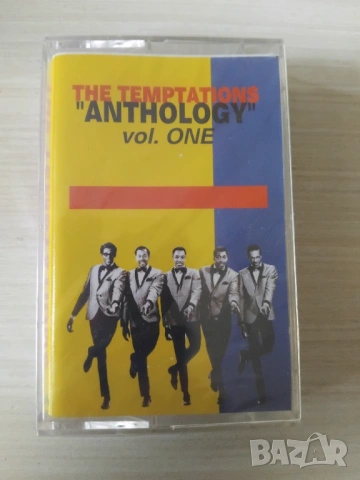 THE TEMPTATIONS
"ANTHOLOGY"
vol. ONE
BAZAR